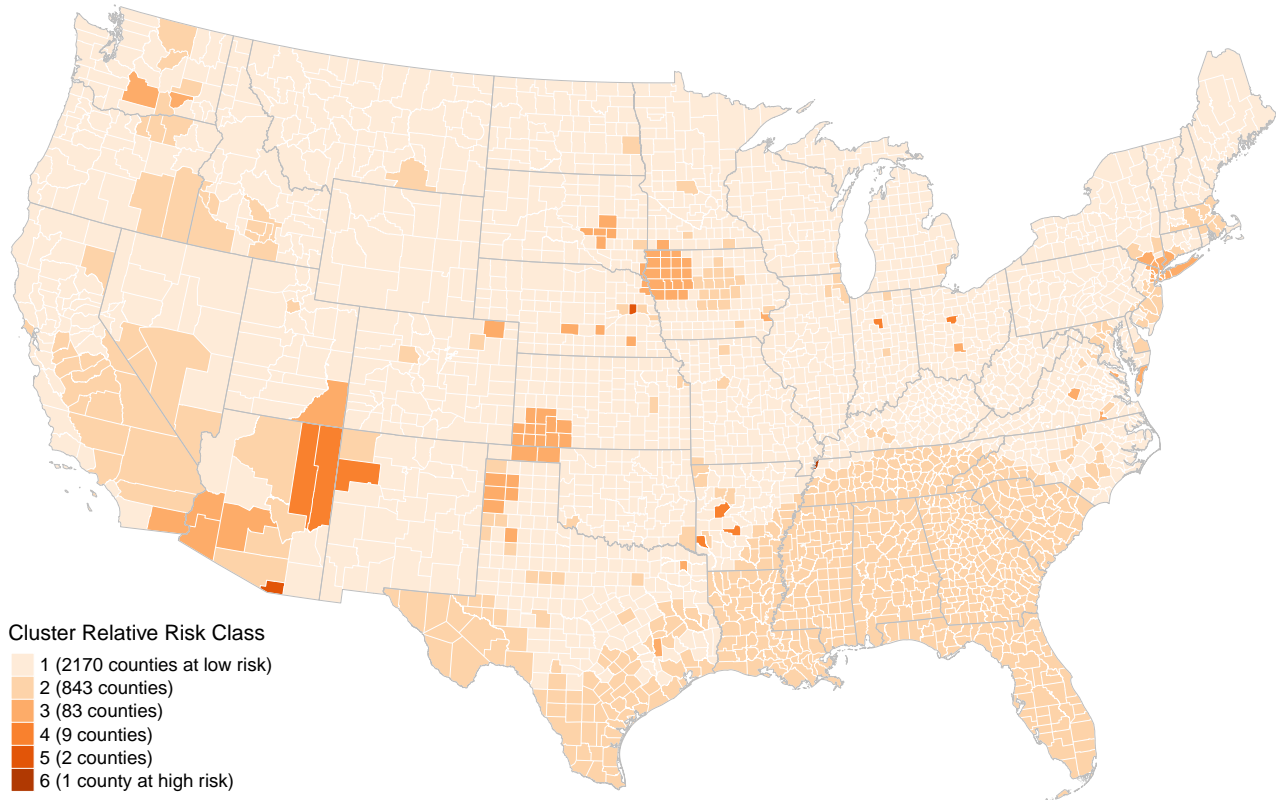 Cluster Relative Risk Class
1 (2170 counties at low risk)
2 (843 counties)
3 (83 counties)
4 (9 counties)
5 (2 counties)
6 (1 county at high risk)